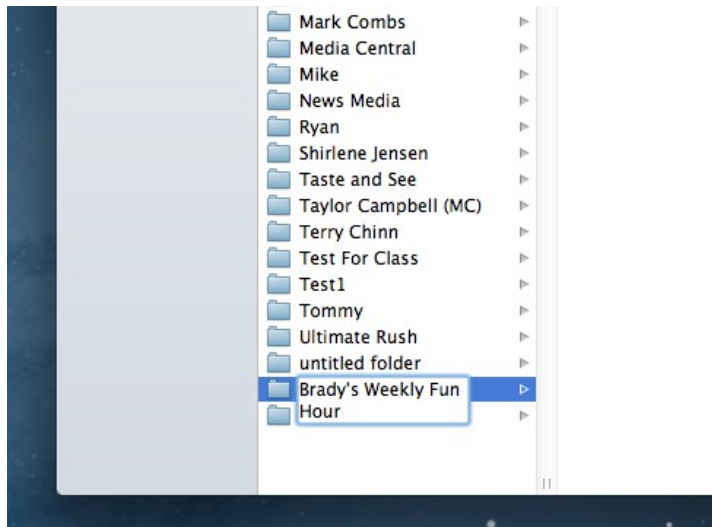 Mark Combs
Media Central
Mike
News Media
Ryan
Shirlene Jensen
Taste and See
Taylor Campbell (MC)
Terry Chinn
Test For Class
Test1
Tommy
Ultimate Rush
untitled folder
Brady's Weekly Fun
Hour